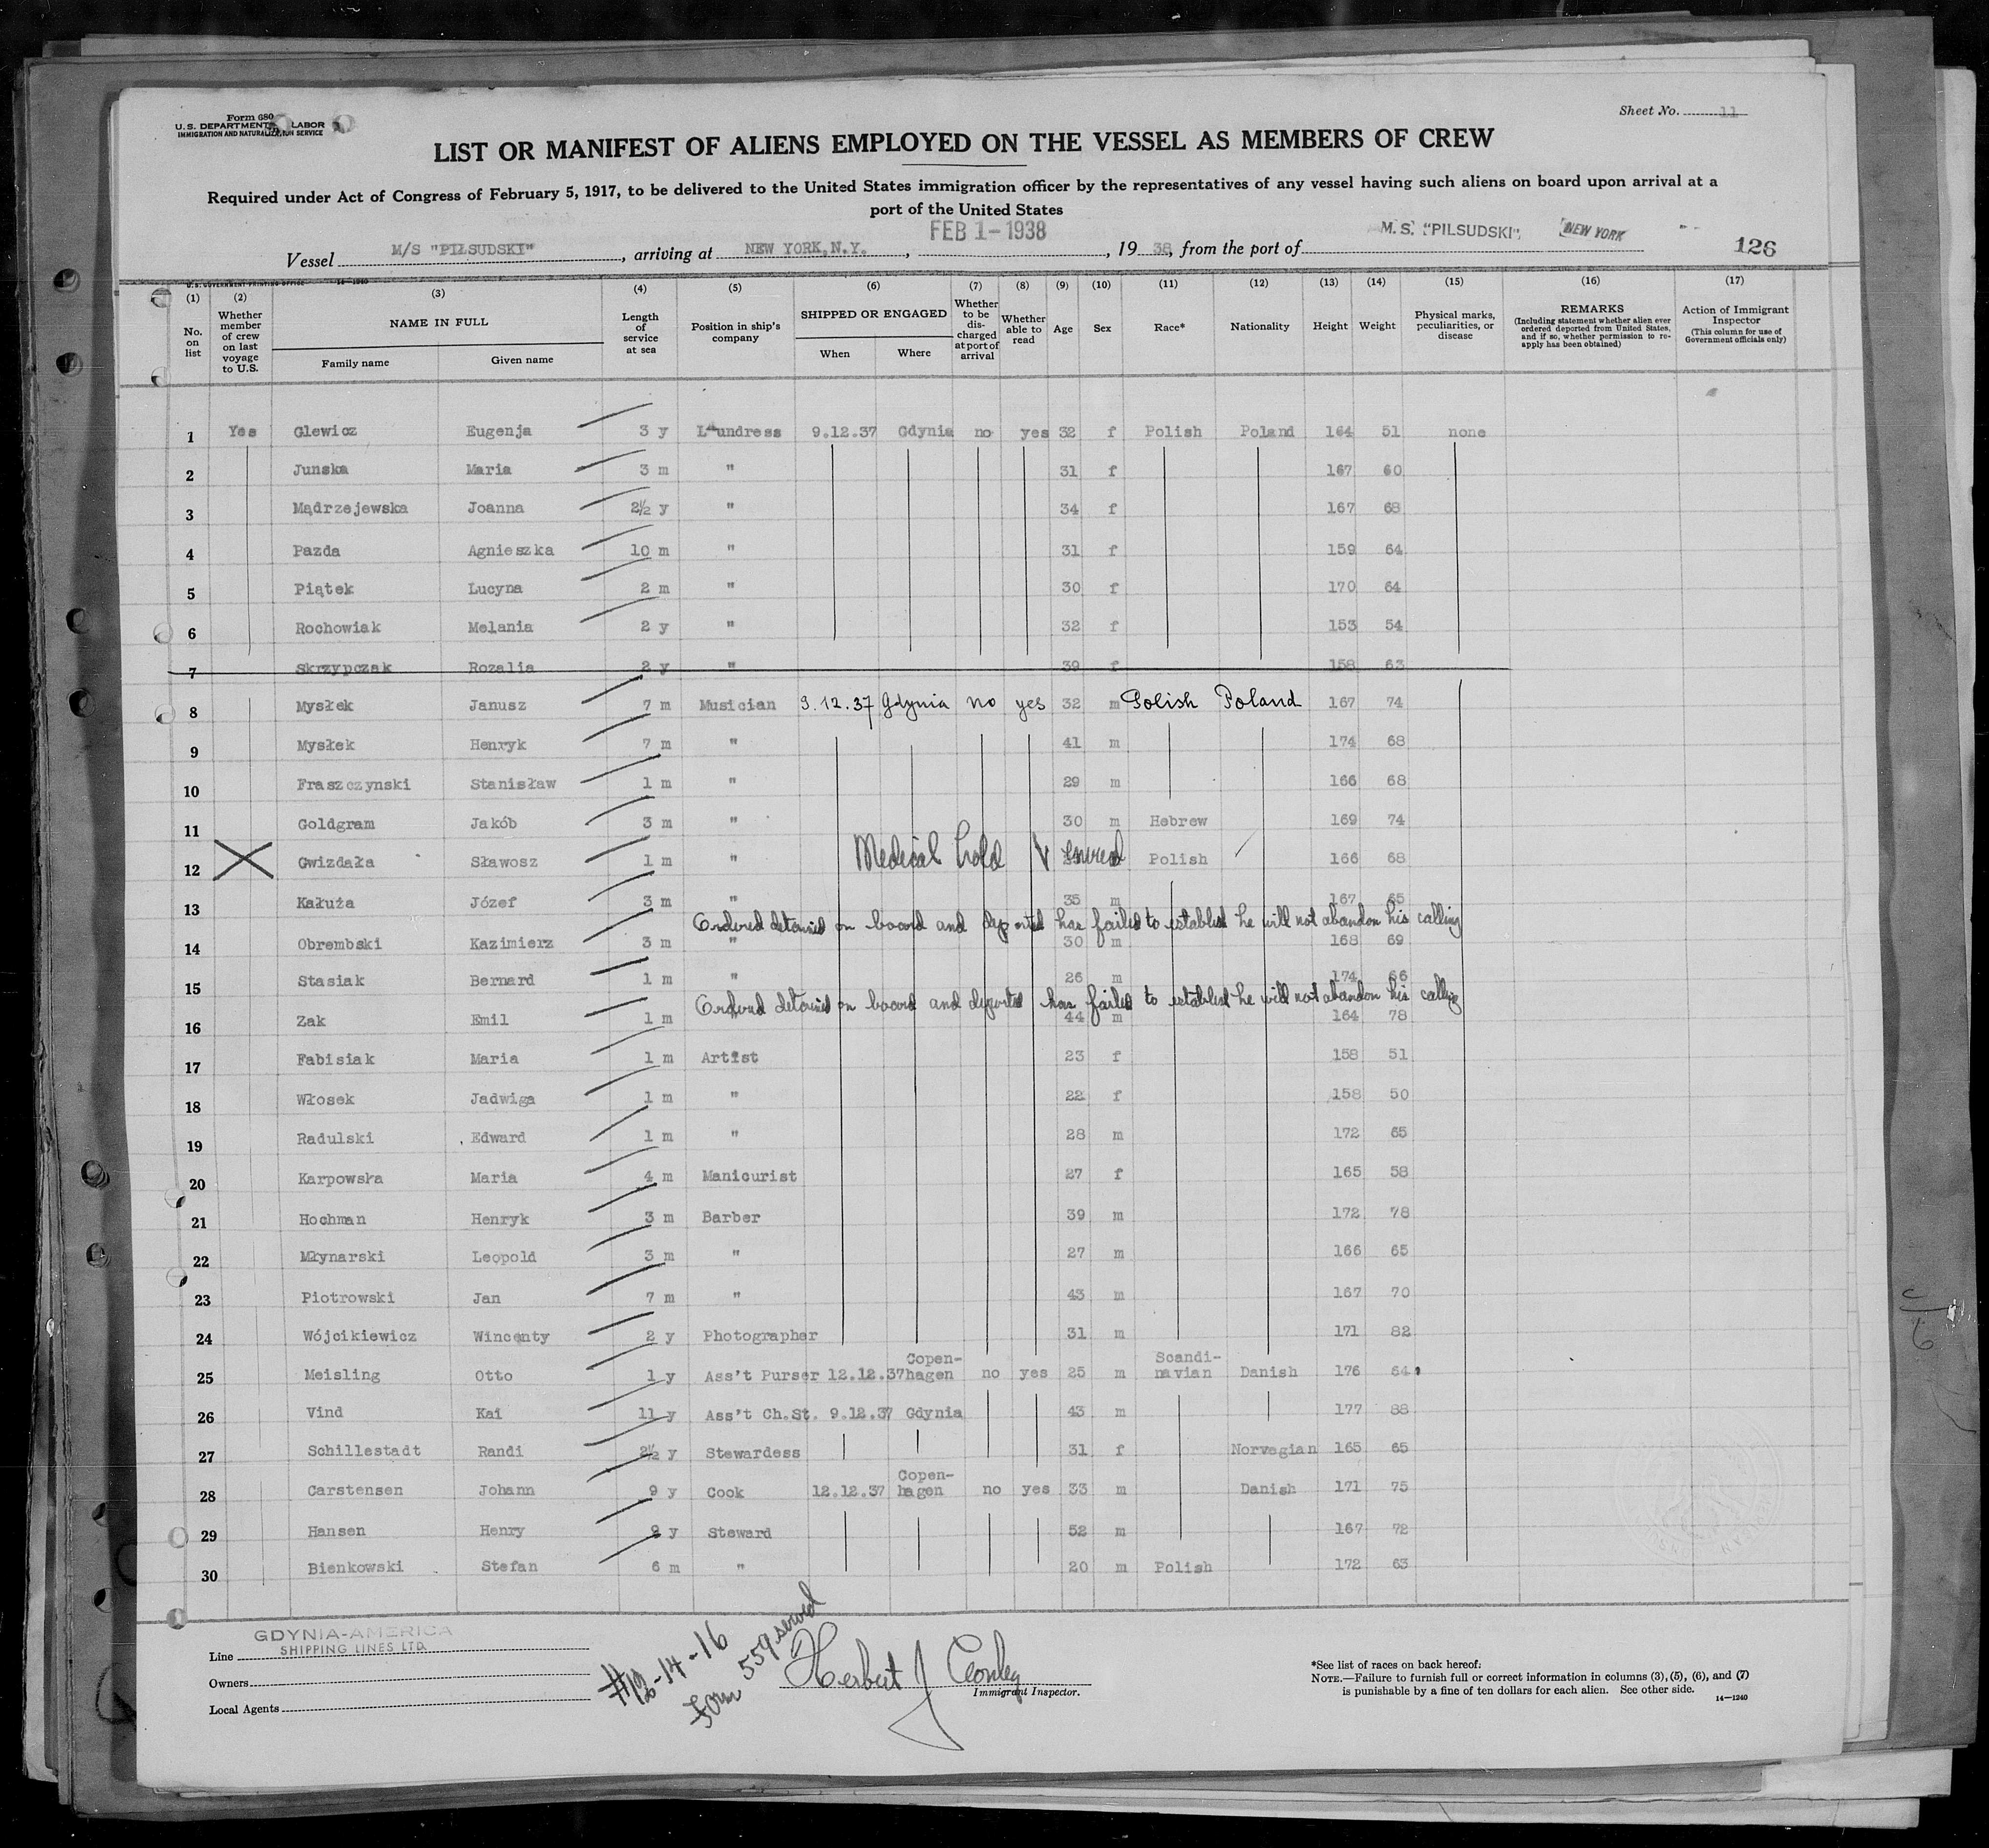 Form 680
U.S. DEPARTMENT LABOR
IMMIGRATION AND NATURALIZATION SERVICE
Sheet No. 11
LIST OR MANIFEST OF ALIENS EMPLOYED ON THE VESSEL AS MEMBERS OF CREW
Required under Act of Congress of February 5, 1917, to be delivered to the United States immigration officer by the representatives of any vessel having such aliens on board upon arrival at a
port of the United States
Vessel M/S "PIŁSUDSKI", arriving at NEW YORK,N.Y., FEB 1-1938, 19 38, from the port of M.S. "PILSUDSKI" NEW YORK 126
U.S. GOVERNMENT PRINTING OFFICE 14—1240
(1) (2) (3) (4) (5) (6) (7) (8) (9) (10) (11) (12) (13) (14) (15) (16) (17)
No. on list
Whether member of crew on last voyage to U.S.
NAME IN FULL
Family name Given name
Length of service at sea
Position in ship's company
SHIPPED OR ENGAGED
When Where
Whether to be discharged at port of arrival
Whether able to read
Age
Sex
Race*
Nationality
Height
Weight
Physical marks, peculiarities, or disease
REMARKS
(Including statement whether alien ever ordered deported from United States, and if so, whether permission to reapply has been obtained)
Action of Immigrant Inspector
(This column for use of Government officials only)
1 Yes Glewicz Eugenja 3 y Laundress 9.12.37 Gdynia no yes 32 f Polish Poland 164 51 none
2 Junska Maria 3 m " 31 f 167 60
3 Mądrzejewska Joanna 2½ y " 34 f 167 68
4 Pazda Agnieszka 10 m " 31 f 159 64
5 Piątek Lucyna 2 m " 30 f 170 64
6 Rochowiak Melania 2 y " 32 f 153 54
7 Skrzypczak Rozalia 2 y " 39 f 158 63
8 Mysłek Janusz 7 m Musician 9.12.37 Gdynia no yes 32 m Polish Poland 167 74
9 Mysłek Henryk 7 m " 41 m 174 68
10 Fraszczynski Stanisław 1 m " 29 m 166 68
11 Goldgram Jakób 3 m " 30 m Hebrew 169 74
12 Gwizdała Sławosz 1 m " Medical hold Polish 166 68
13 Kałuża Józef 3 m " 35 m 167 65
Ordered detained on board and deported has failed to establish he will not abandon his calling
14 Obrembski Kazimierz 3 m " 30 m 168 69
15 Stasiak Bernard 1 m " 26 m 174 66
Ordered detained on board and deported has failed to establish he will not abandon his calling
16 Zak Emil 1 m 44 m 164 78
17 Fabisiak Maria 1 m Artist 23 f 158 51
18 Włosek Jadwiga 1 m " 22 f 158 50
19 Radulski Edward 1 m " 28 m 172 65
20 Karpowska Maria 4 m Manicurist 27 f 165 58
21 Hochman Henryk 3 m Barber 39 m 172 78
22 Młynarski Leopold 3 m " 27 m 166 65
23 Piotrowski Jan 7 m " 43 m 167 70
24 Wójcikiewicz Wincenty 2 y Photographer 31 m 171 82
25 Meisling Otto 1 y Ass't Purser 12.12.37 Copenhagen no yes 25 m Scandinavian Danish 176 64
26 Vind Kai 11 y Ass't Ch.St. 9.12.37 Gdynia 43 m 177 88
27 Schillestadt Randi 2½ y Stewardess 31 f Norwegian 165 65
28 Carstensen Johann 9 y Cook 12.12.37 Copenhagen no yes 33 m Danish 171 75
29 Hansen Henry 9 y Steward 52 m 167 72
30 Bienkowski Stefan 6 m " 20 m Polish 172 63
Line GDYNIA-AMERICA SHIPPING LINES LTD.
Owners
Local Agents
#12-14-16
Form 559 served
Herbert J Conley
Immigrant Inspector.
*See list of races on back hereof.
NOTE.—Failure to furnish full or correct information in columns (3), (5), (6), and (7)
is punishable by a fine of ten dollars for each alien. See other side. 14—1240